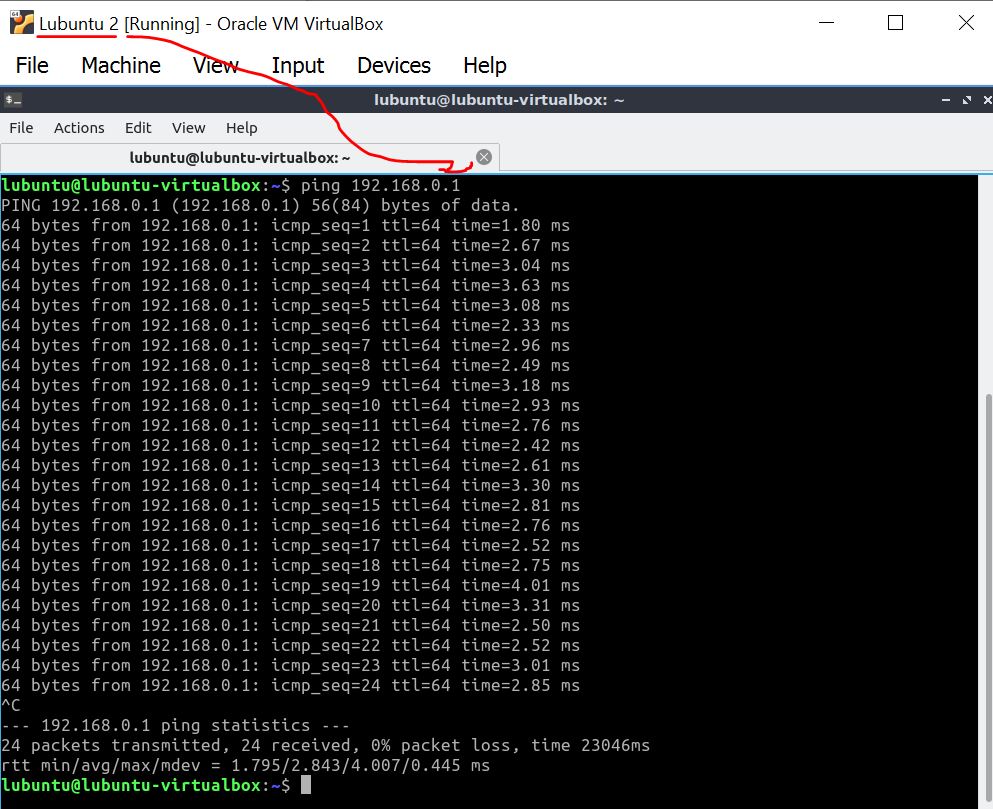 Lubuntu 2 [Running] - Oracle VM VirtualBox
File Machine View Input Devices Help
lubuntu@lubuntu-virtualbox: ~
File Actions Edit View Help
lubuntu@lubuntu-virtualbox: ~
lubuntu@lubuntu-virtualbox:~$ ping 192.168.0.1
PING 192.168.0.1 (192.168.0.1) 56(84) bytes of data.
64 bytes from 192.168.0.1: icmp_seq=1 ttl=64 time=1.80 ms
64 bytes from 192.168.0.1: icmp_seq=2 ttl=64 time=2.67 ms
64 bytes from 192.168.0.1: icmp_seq=3 ttl=64 time=3.04 ms
64 bytes from 192.168.0.1: icmp_seq=4 ttl=64 time=3.63 ms
64 bytes from 192.168.0.1: icmp_seq=5 ttl=64 time=3.08 ms
64 bytes from 192.168.0.1: icmp_seq=6 ttl=64 time=2.33 ms
64 bytes from 192.168.0.1: icmp_seq=7 ttl=64 time=2.96 ms
64 bytes from 192.168.0.1: icmp_seq=8 ttl=64 time=2.49 ms
64 bytes from 192.168.0.1: icmp_seq=9 ttl=64 time=3.18 ms
64 bytes from 192.168.0.1: icmp_seq=10 ttl=64 time=2.93 ms
64 bytes from 192.168.0.1: icmp_seq=11 ttl=64 time=2.76 ms
64 bytes from 192.168.0.1: icmp_seq=12 ttl=64 time=2.42 ms
64 bytes from 192.168.0.1: icmp_seq=13 ttl=64 time=2.61 ms
64 bytes from 192.168.0.1: icmp_seq=14 ttl=64 time=3.30 ms
64 bytes from 192.168.0.1: icmp_seq=15 ttl=64 time=2.81 ms
64 bytes from 192.168.0.1: icmp_seq=16 ttl=64 time=2.76 ms
64 bytes from 192.168.0.1: icmp_seq=17 ttl=64 time=2.52 ms
64 bytes from 192.168.0.1: icmp_seq=18 ttl=64 time=2.75 ms
64 bytes from 192.168.0.1: icmp_seq=19 ttl=64 time=4.01 ms
64 bytes from 192.168.0.1: icmp_seq=20 ttl=64 time=3.31 ms
64 bytes from 192.168.0.1: icmp_seq=21 ttl=64 time=2.50 ms
64 bytes from 192.168.0.1: icmp_seq=22 ttl=64 time=2.52 ms
64 bytes from 192.168.0.1: icmp_seq=23 ttl=64 time=3.01 ms
64 bytes from 192.168.0.1: icmp_seq=24 ttl=64 time=2.85 ms
^C
--- 192.168.0.1 ping statistics ---
24 packets transmitted, 24 received, 0% packet loss, time 23046ms
rtt min/avg/max/mdev = 1.795/2.843/4.007/0.445 ms
lubuntu@lubuntu-virtualbox:~$